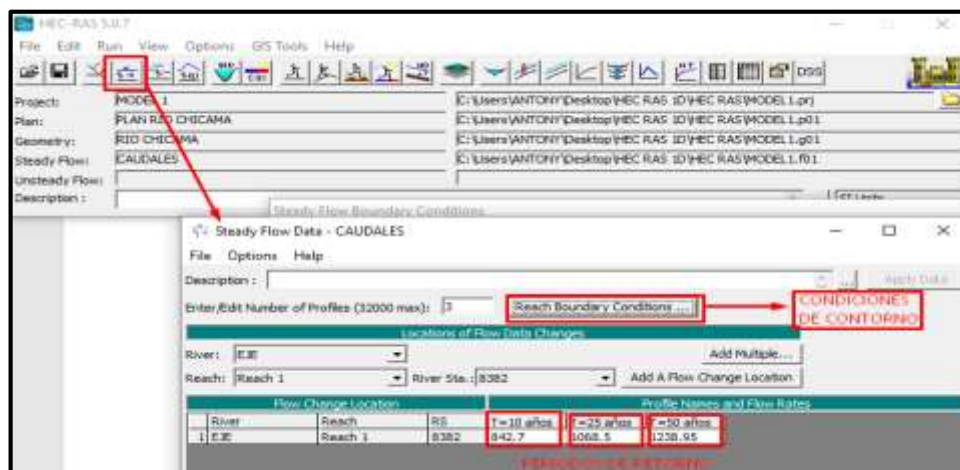 HEC-RAS 5.0.7
File Edit Run View Options GIS Tools Help
DSS
Project: MODEL 1 C:\Users\ANTONY\Desktop\HEC RAS 1D\HEC RAS\MODEL1.prj
Plan: PLAN RIO CHICAMA C:\Users\ANTONY\Desktop\HEC RAS 1D\HEC RAS\MODEL1.p01
Geometry: RIO CHICAMA C:\Users\ANTONY\Desktop\HEC RAS 1D\HEC RAS\MODEL1.g01
Steady Flow: CAUDALES C:\Users\ANTONY\Desktop\HEC RAS 1D\HEC RAS\MODEL1.f01
Unsteady Flow:
Description : ... SI Units
Steady Flow Boundary Conditions
Steady Flow Data - CAUDALES
File Options Help
Description : ... Apply Data
Enter/Edit Number of Profiles (32000 max): 3 Reach Boundary Conditions ...
CONDICIONES
DE CONTORNO
Locations of Flow Data Changes
River: EJE Add Multiple...
Reach: Reach 1 River Sta.: 8382 Add A Flow Change Location
Flow Change Location Profile Names and Flow Rates
River Reach RS T=10 años T=25 años T=50 años
1 EJE Reach 1 8382 842.7 1068.5 1238.95
PERIODOS DE RETORNO